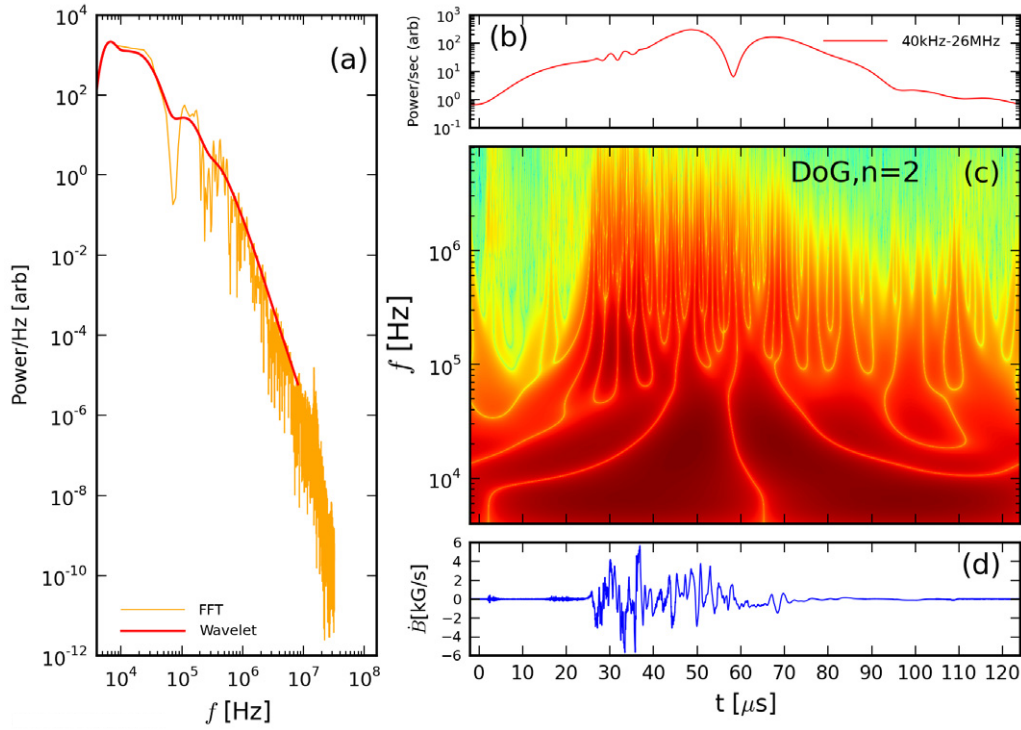 (a)
10^4
10^2
10^0
10^-2
10^-4
10^-6
10^-8
10^-10
10^-12
Power/Hz [arb]
FFT
Wavelet
10^4 10^5 10^6 10^7 10^8
f [Hz]
(b)
10^3
10^2
10^1
10^0
10^-1
Power/sec (arb)
40kHz-26MHz
DoG,n=2 (c)
10^6
10^5
10^4
f [Hz]
(d)
6
4
2
0
−2
−4
−6
Ḃ[kG/s]
0 10 20 30 40 50 60 70 80 90 100 110 120
t [μs]